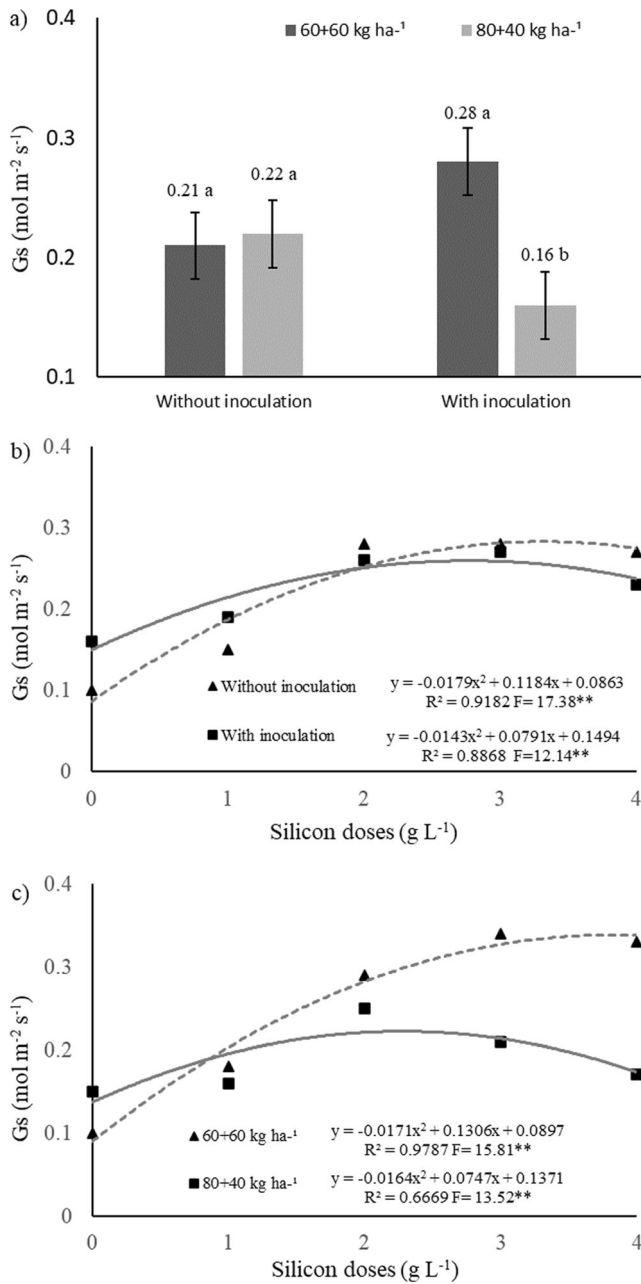 a)
60+60 kg ha-¹
80+40 kg ha-¹
0.4
0.3
0.2
0.1
Gs (mol m⁻² s⁻¹)
0.21 a
0.22 a
0.28 a
0.16 b
Without inoculation
With inoculation
b)
0.4
0.3
0.2
0.1
0
Gs (mol m⁻² s⁻¹)
Without inoculation
y = -0.0179x² + 0.1184x + 0.0863
R² = 0.9182 F= 17.38**
With inoculation
y = -0.0143x² + 0.0791x + 0.1494
R² = 0.8868 F=12.14**
0 1 2 3 4
Silicon doses (g L⁻¹)
c)
0.4
0.3
0.2
0.1
0
Gs (mol m⁻² s⁻¹)
60+60 kg ha-¹
y = -0.0171x² + 0.1306x + 0.0897
R² = 0.9787 F= 15.81**
80+40 kg ha-¹
y = -0.0164x² + 0.0747x + 0.1371
R² = 0.6669 F= 13.52**
0 1 2 3 4
Silicon doses (g L⁻¹)